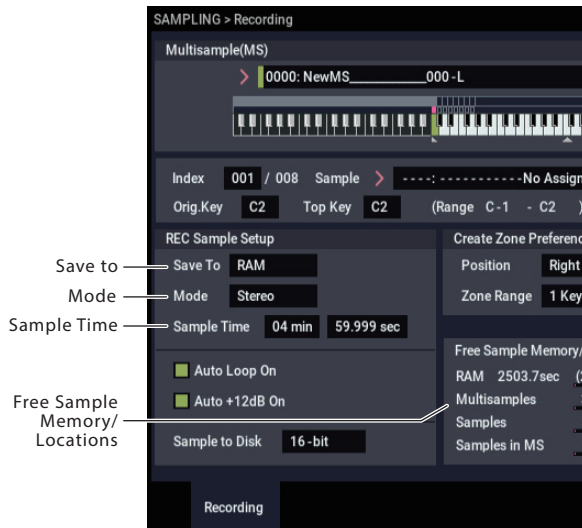 SAMPLING > Recording
Multisample(MS)
0000: NewMS____________000-L
Index 001 / 008 Sample ----: -----------No Assign
Orig.Key C2 Top Key C2 (Range C-1 - C2 )
REC Sample Setup
Create Zone Preferenc
Save to
Save To RAM
Position Right
Mode
Mode Stereo
Zone Range 1 Key
Sample Time
Sample Time 04 min 59.999 sec
Auto Loop On
Free Sample Memory/
RAM 2503.7sec
Free Sample
Memory/
Locations
Auto +12dB On
Multisamples
Samples
Sample to Disk 16-bit
Samples in MS
Recording